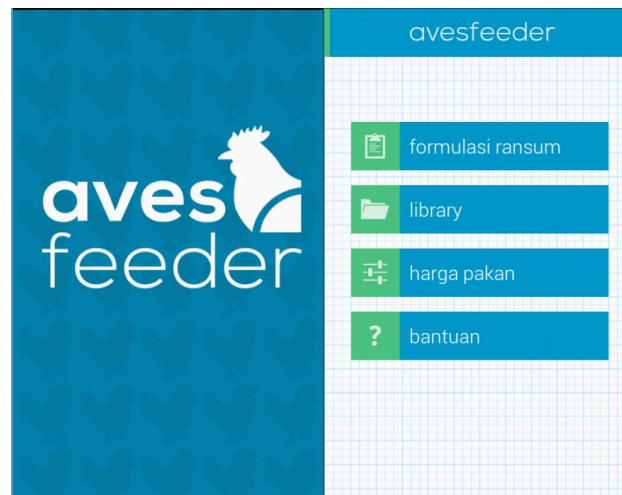 aves
feeder
avesfeeder
formulasi ransum
library
harga pakan
? bantuan